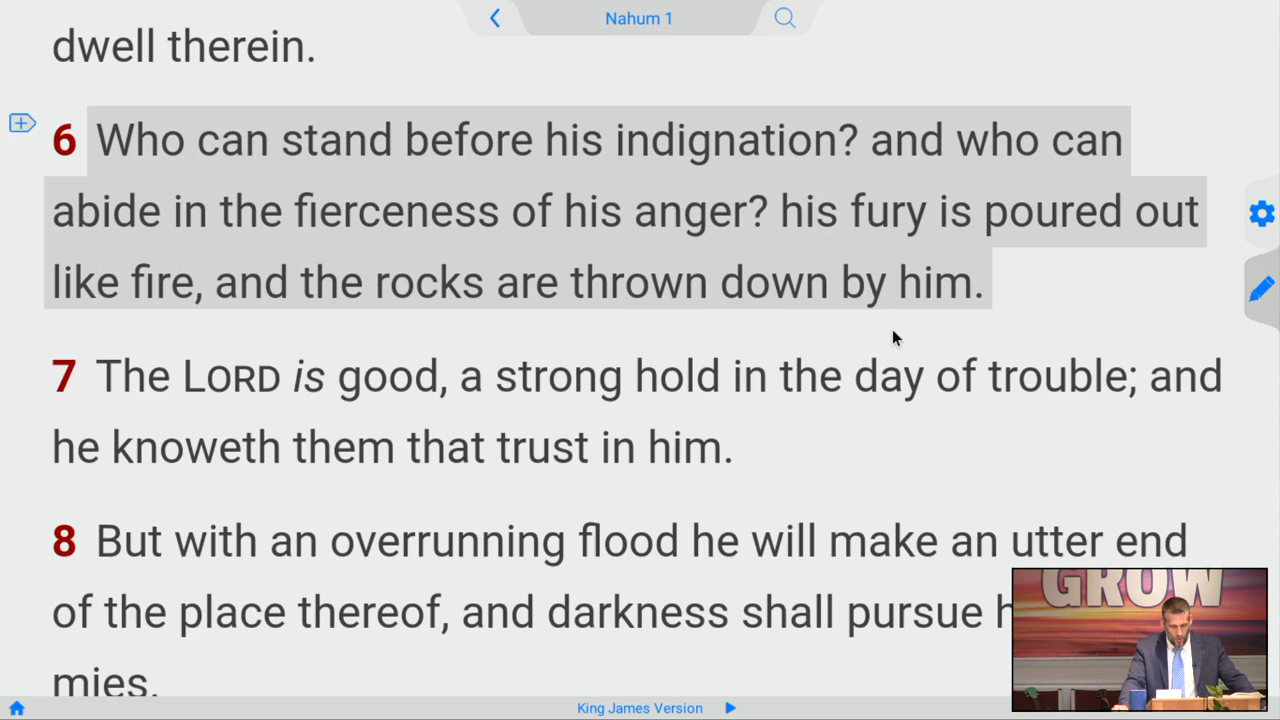 Nahum 1
dwell therein.
6 Who can stand before his indignation? and who can
abide in the fierceness of his anger? his fury is poured out
like fire, and the rocks are thrown down by him.
7 The LORD is good, a strong hold in the day of trouble; and
he knoweth them that trust in him.
8 But with an overrunning flood he will make an utter end
of the place thereof, and darkness shall pursue
mies.
GROW
King James Version